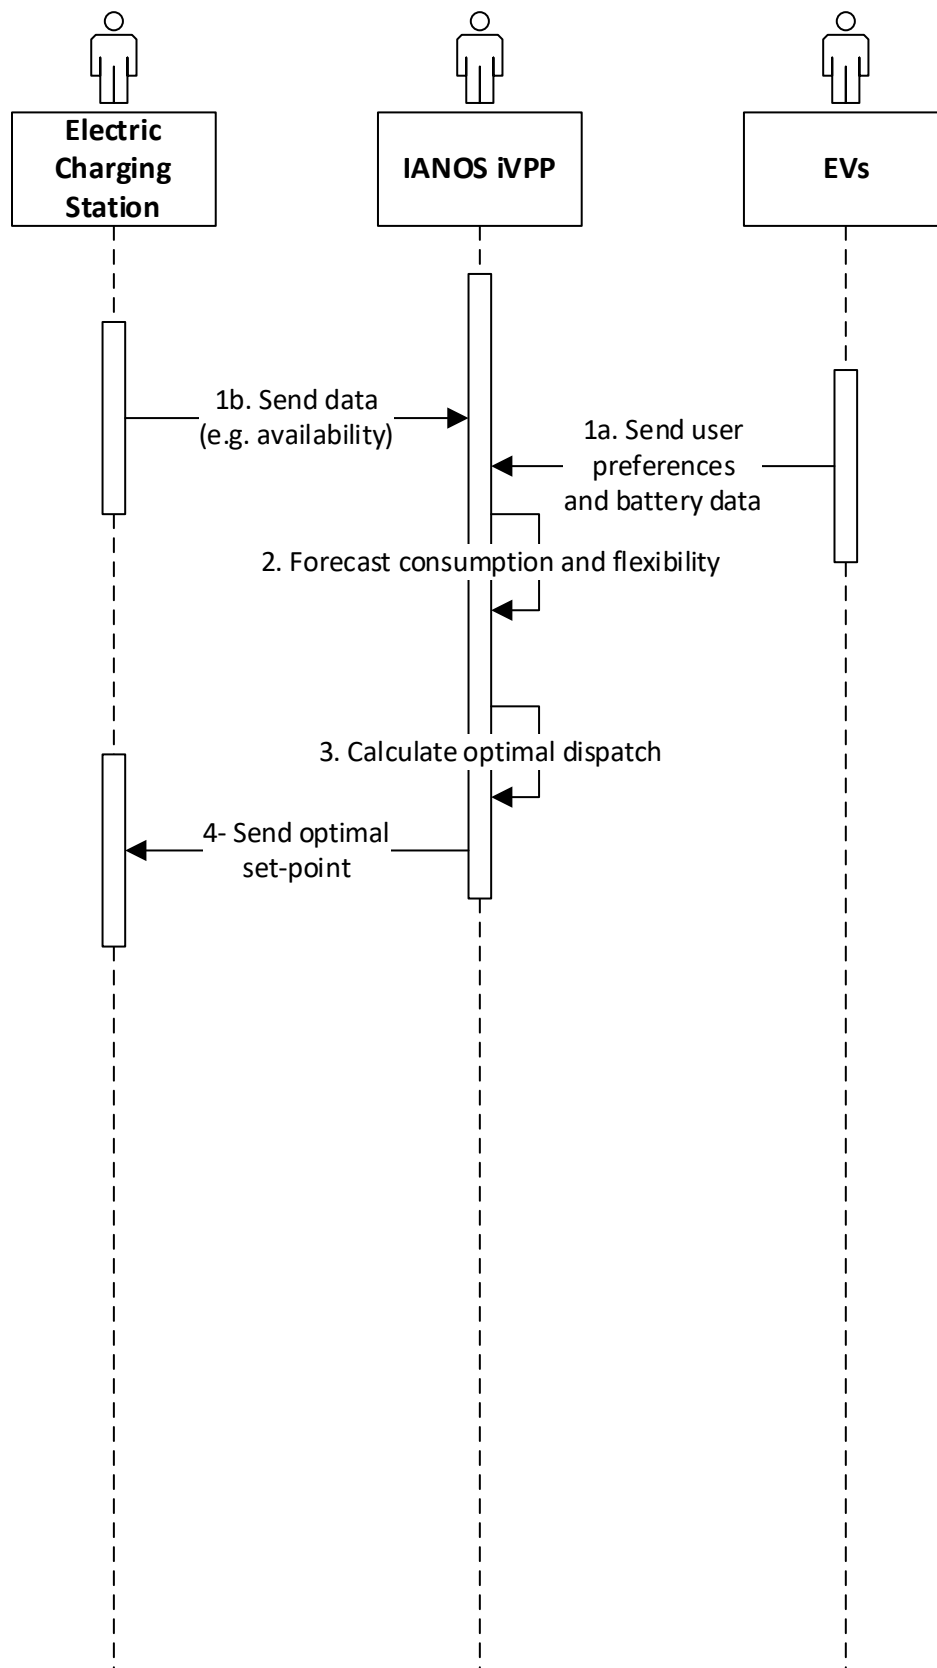 Electric
Charging
Station
IANOS iVPP
EVs
1b. Send data
(e.g. availability)
1a. Send user
preferences
and battery data
2. Forecast consumption and flexibility
3. Calculate optimal dispatch
4- Send optimal
set-point